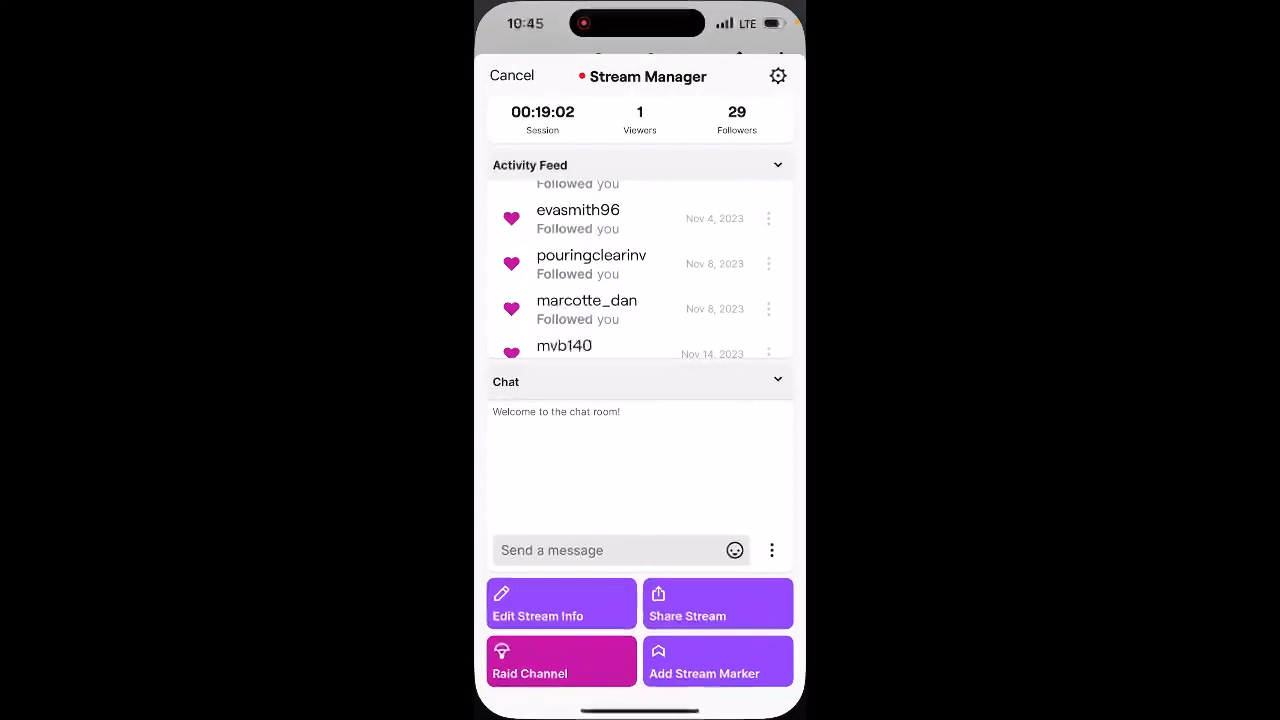 10:45 LTE
Cancel Stream Manager
00:19:02 1 29
Session Viewers Followers
Activity Feed
Followed you
evasmith96
Followed you Nov 4, 2023
pouringclearinv
Followed you Nov 8, 2023
marcotte_dan
Followed you Nov 8, 2023
mvb140
Nov 14, 2023
Chat
Welcome to the chat room!
Send a message
Edit Stream Info Share Stream
Raid Channel Add Stream Marker